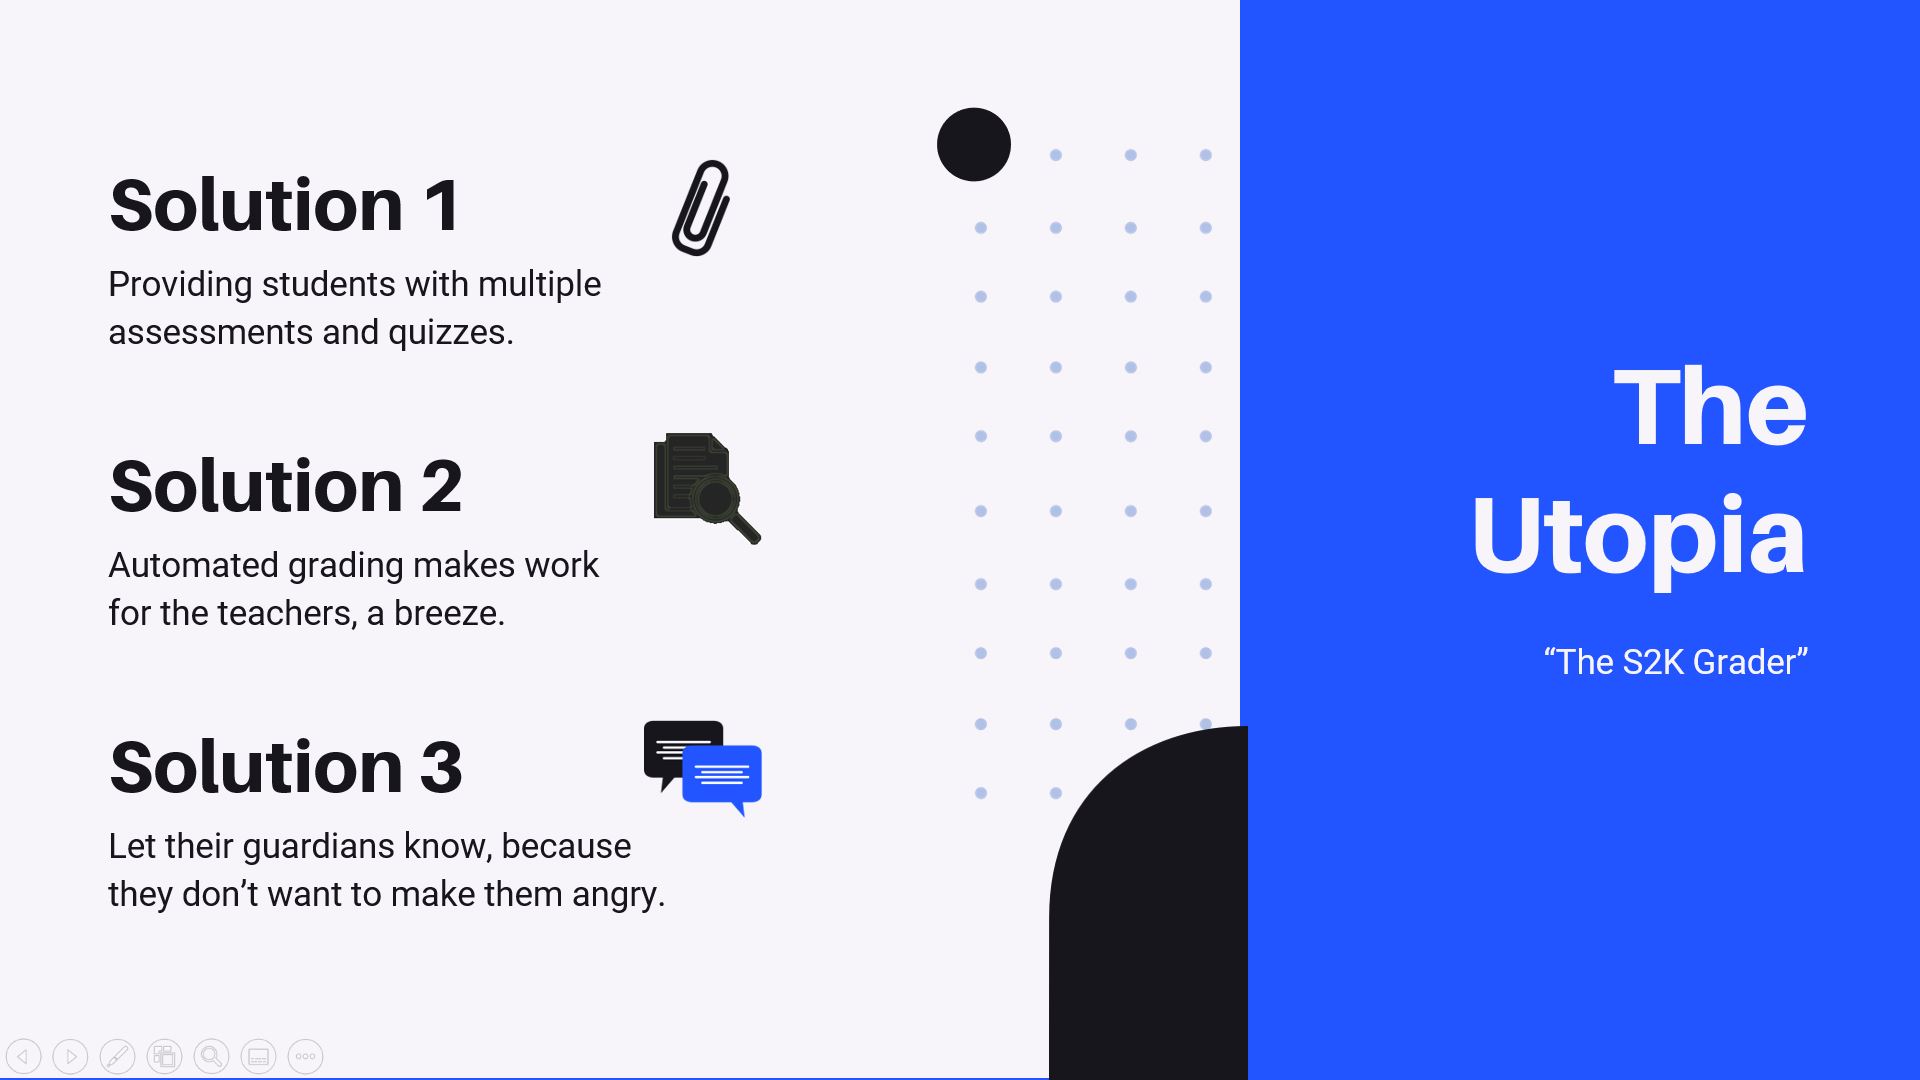 Solution 1
Providing students with multiple
assessments and quizzes.
Solution 2
Automated grading makes work
for the teachers, a breeze.
Solution 3
Let their guardians know, because
they don’t want to make them angry.
The
Utopia
“The S2K Grader”